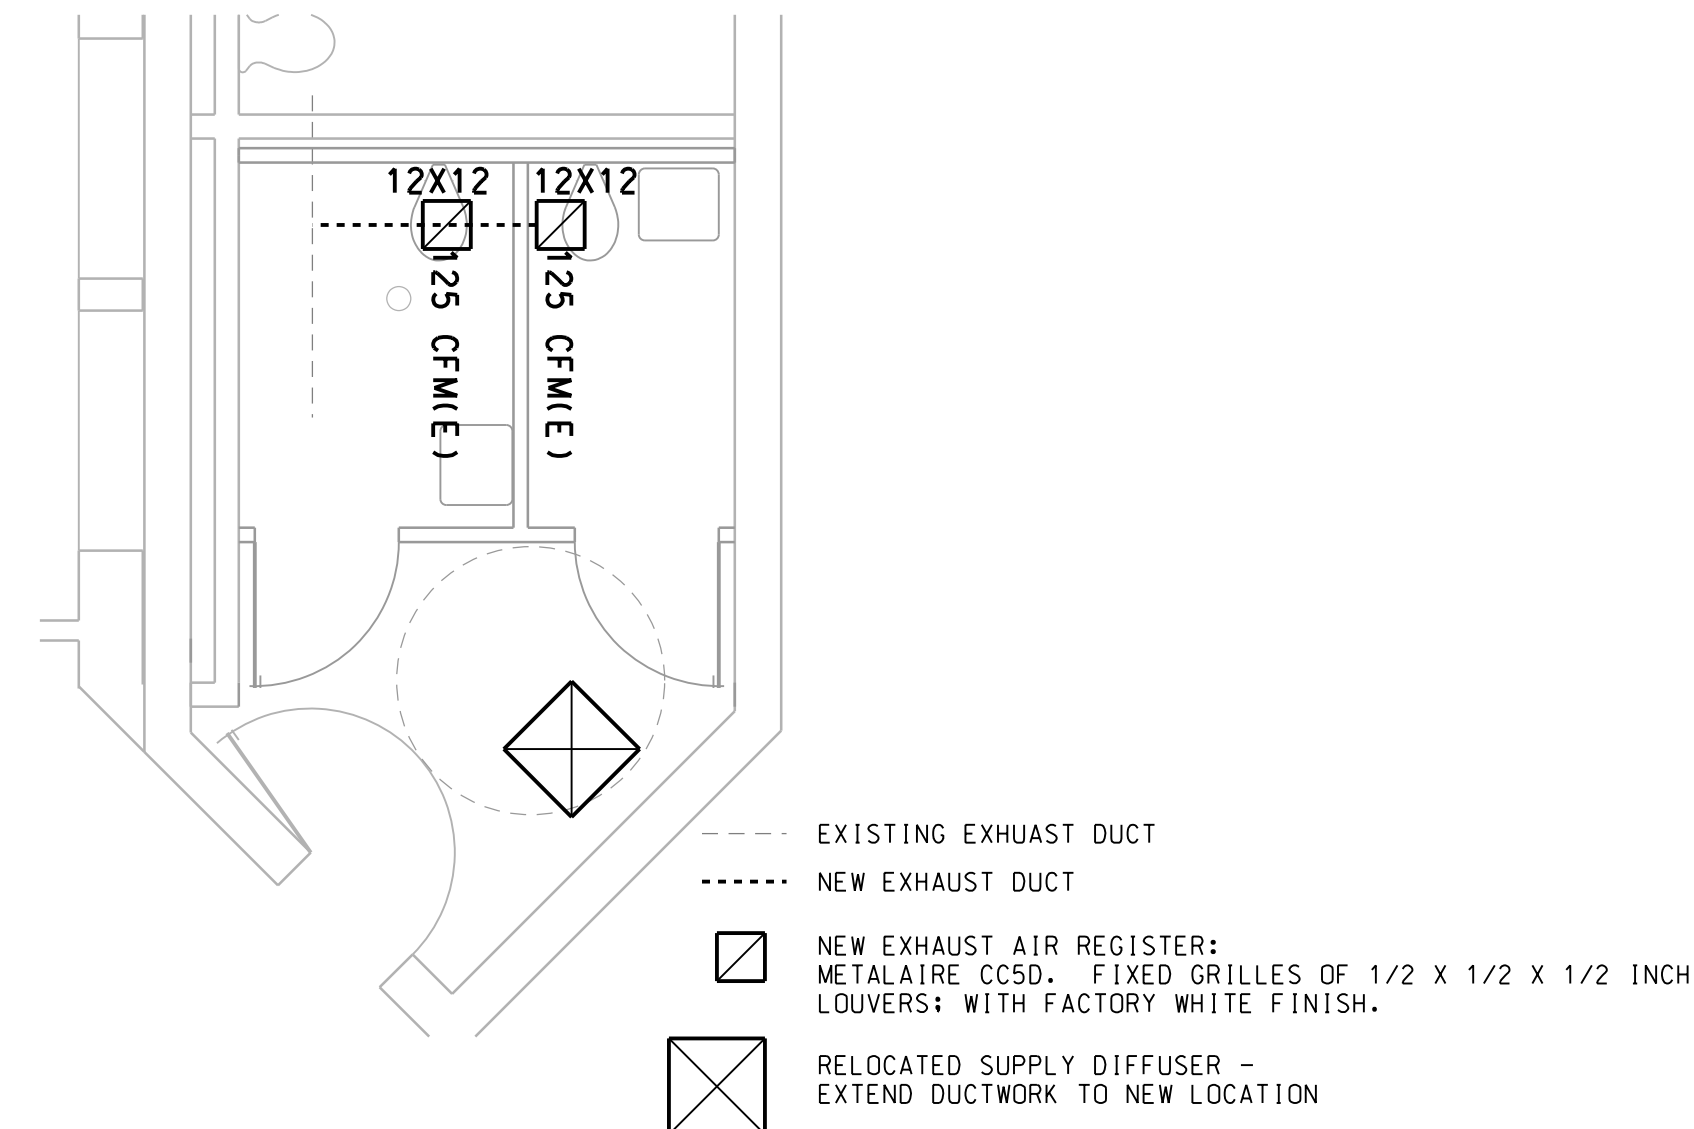 12X12
12X12
125 CFM(E)
125 CFM(E)
EXISTING EXHUAST DUCT
NEW EXHAUST DUCT
NEW EXHAUST AIR REGISTER:
METALAIRE CC5D. FIXED GRILLES OF 1/2 X 1/2 X 1/2 INCH
LOUVERS; WITH FACTORY WHITE FINISH.
RELOCATED SUPPLY DIFFUSER -
EXTEND DUCTWORK TO NEW LOCATION